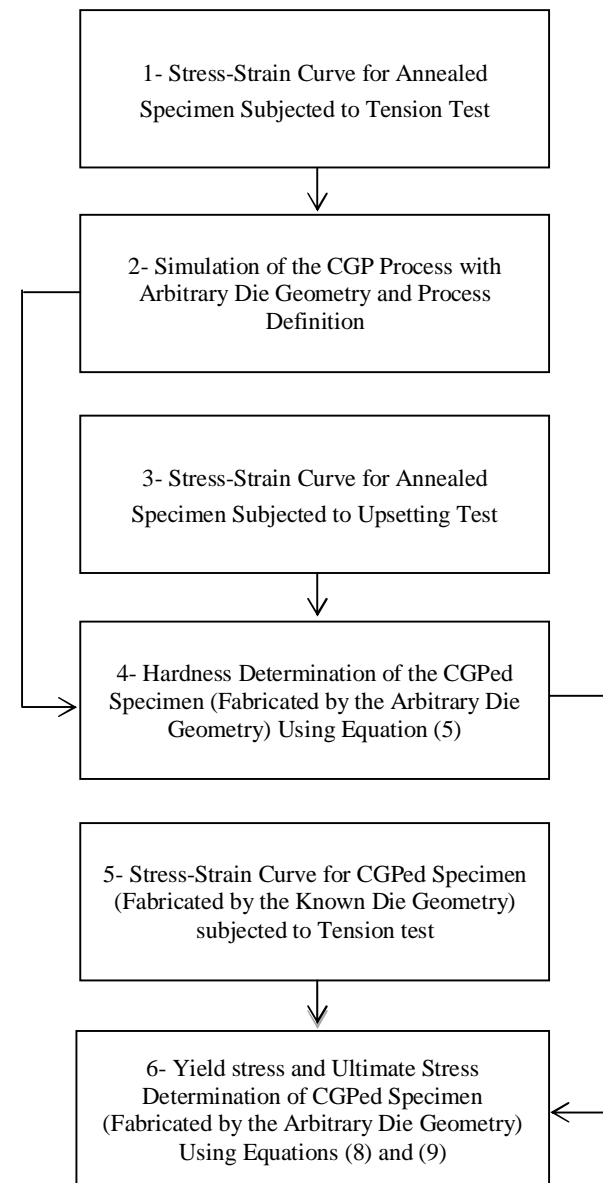 1- Stress-Strain Curve for Annealed
Specimen Subjected to Tension Test
2- Simulation of the CGP Process with
Arbitrary Die Geometry and Process
Definition
3- Stress-Strain Curve for Annealed
Specimen Subjected to Upsetting Test
4- Hardness Determination of the CGPed
Specimen (Fabricated by the Arbitrary Die
Geometry) Using Equation (5)
5- Stress-Strain Curve for CGPed Specimen
(Fabricated by the Known Die Geometry)
subjected to Tension test
6- Yield stress and Ultimate Stress
Determination of CGPed Specimen
(Fabricated by the Arbitrary Die Geometry)
Using Equations (8) and (9)